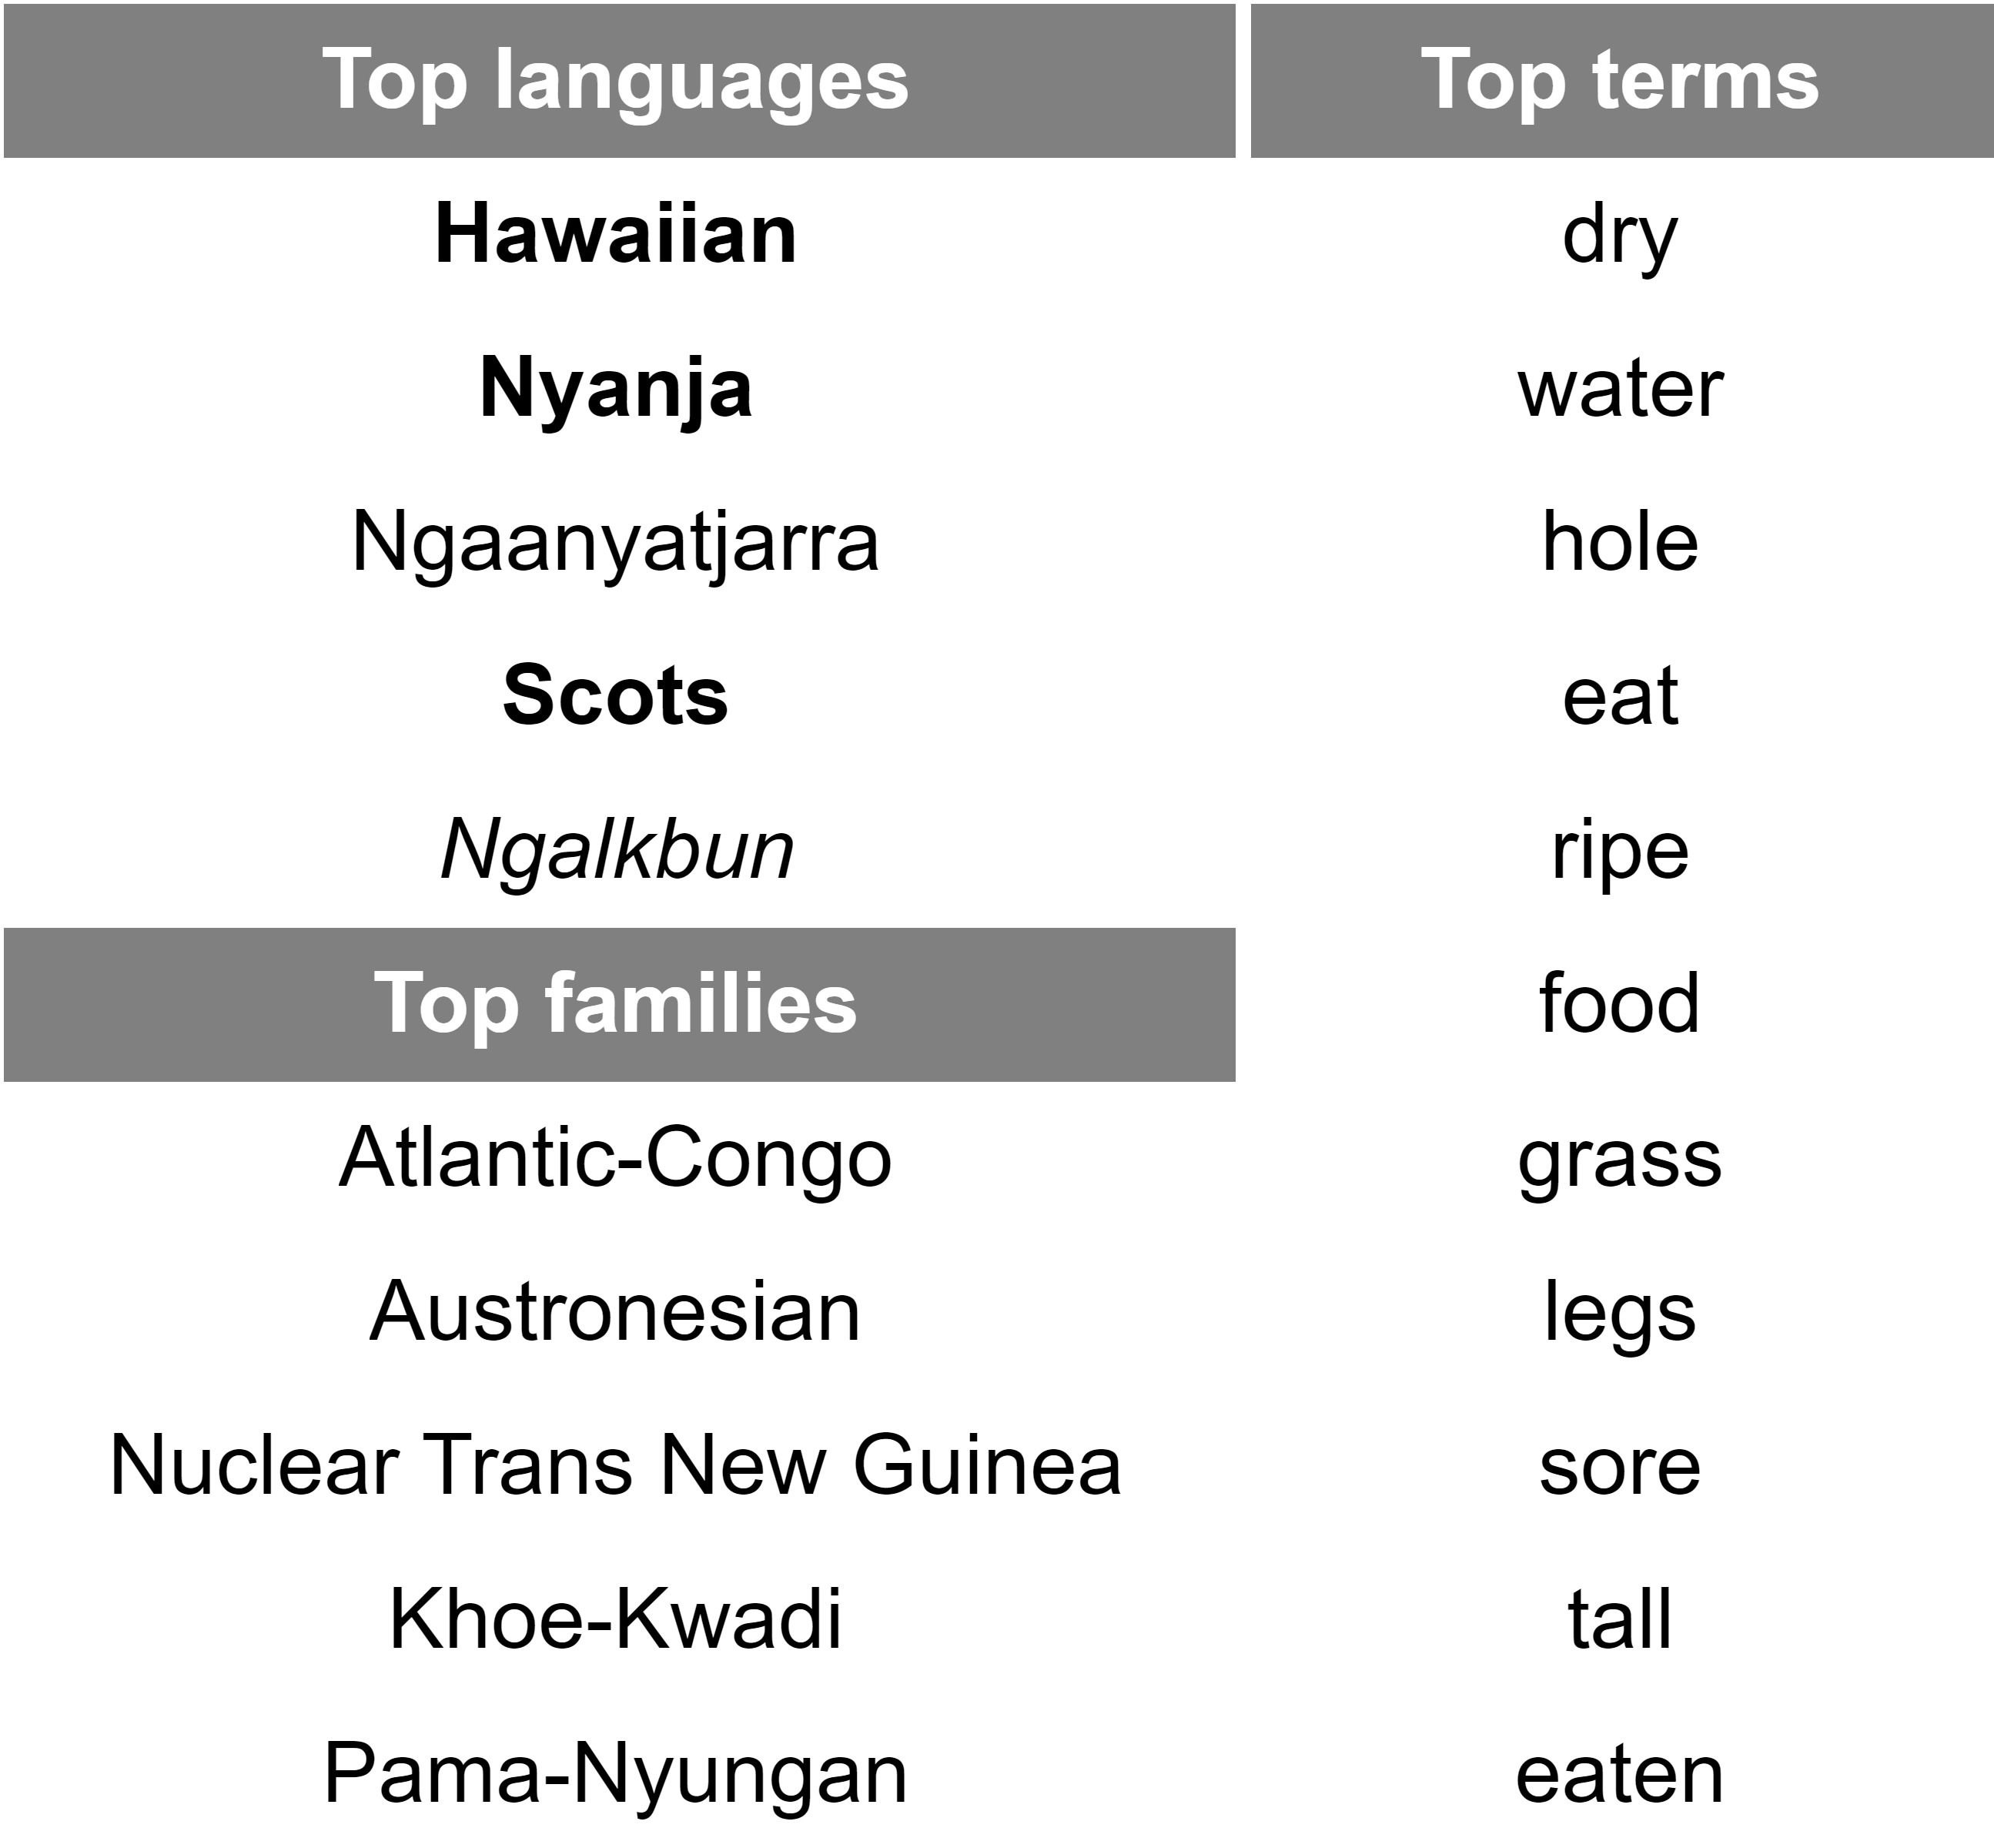 Top languages Top terms
Hawaiian dry
Nyanja water
Ngaanyatjarra hole
Scots eat
Ngalkbun ripe
Top families food
Atlantic-Congo grass
Austronesian legs
Nuclear Trans New Guinea sore
Khoe-Kwadi tall
Pama-Nyungan eaten